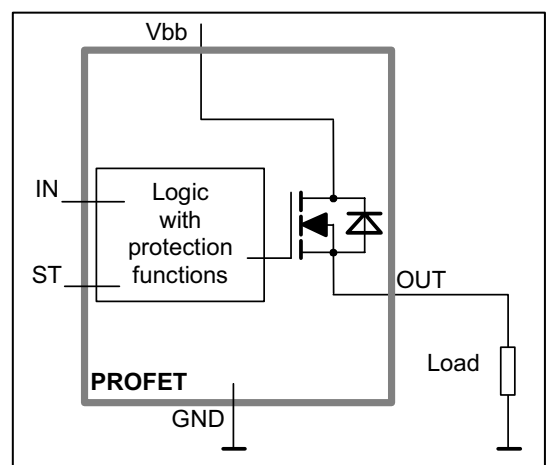 Vbb
IN
Logic
with
protection
functions
ST
OUT
Load
PROFET
GND